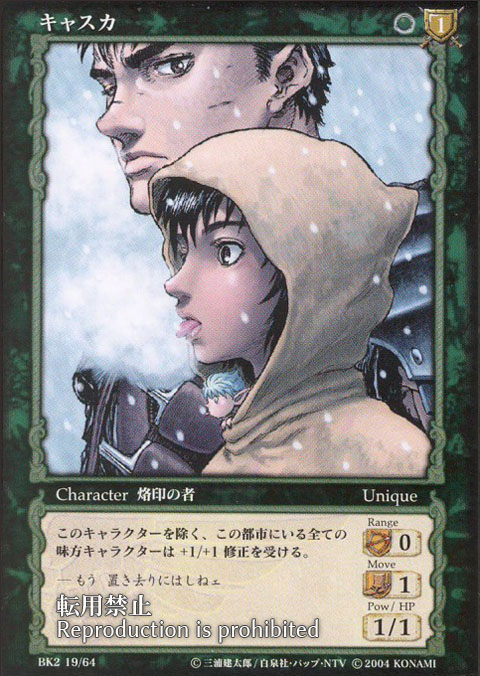 キャスカ
1
Character 烙印の者 Unique
このキャラクターを除く、この都市にいる全ての
味方キャラクターは +1/+1 修正を受ける。
―もう 置き去りにはしねェ
Range
0
Move
1
Pow/ HP
1/1
転用禁止
Reproduction is prohibited
BK2 19/64
© 三浦建太郎/白泉社・バップ・NTV © 2004 KONAMI